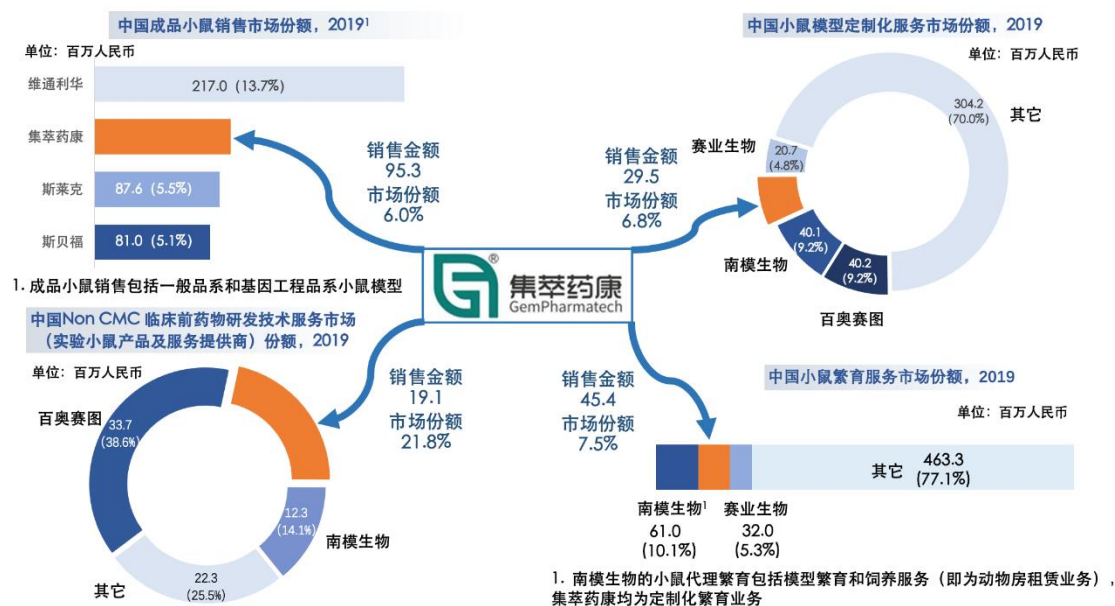 中国成品小鼠销售市场份额，2019¹
单位：百万人民币
维通利华
217.0 (13.7%)
集萃药康
斯莱克
87.6 (5.5%)
斯贝福
81.0 (5.1%)
1. 成品小鼠销售包括一般品系和基因工程品系小鼠模型
销售金额
95.3
市场份额
6.0%
中国小鼠模型定制化服务市场份额，2019
单位：百万人民币
304.2
(70.0%)
其它
赛业生物
20.7
(4.8%)
40.1
(9.2%)
南模生物
40.2
(9.2%)
百奥赛图
销售金额
29.5
市场份额
6.8%
®
集萃药康
GemPharmatech
中国Non CMC 临床前药物研发技术服务市场
（实验小鼠产品及服务提供商）份额，2019
单位：百万人民币
百奥赛图
33.7
(38.6%)
12.3
(14.1%)
南模生物
其它
22.3
(25.5%)
销售金额
19.1
市场份额
21.8%
销售金额
45.4
市场份额
7.5%
中国小鼠繁育服务市场份额，2019
单位：百万人民币
其它
463.3
(77.1%)
南模生物¹
61.0
(10.1%)
赛业生物
32.0
(5.3%)
1. 南模生物的小鼠代理繁育包括模型繁育和饲养服务（即为动物房租赁业务），
集萃药康均为定制化繁育业务